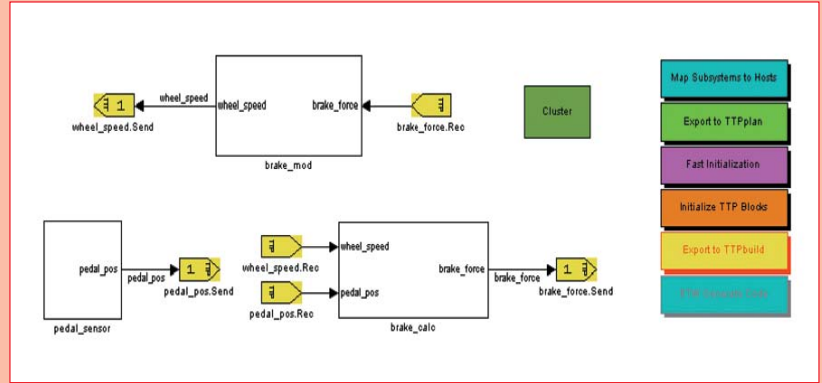 wheel_speed
wheel_speed
brake_force
1
wheel_speed.Send
brake_force.Rec
brake_mod
Cluster
Map Subsystems to Hosts
Export to TTPplan
Fast Initialization
Initialize TTP Blocks
Export to TTPbuild
pedal_pos
pedal_pos
1
pedal_pos.Send
pedal_sensor
wheel_speed.Rec
pedal_pos.Rec
wheel_speed
pedal_pos
brake_force
brake_force
1
brake_force.Send
brake_calc